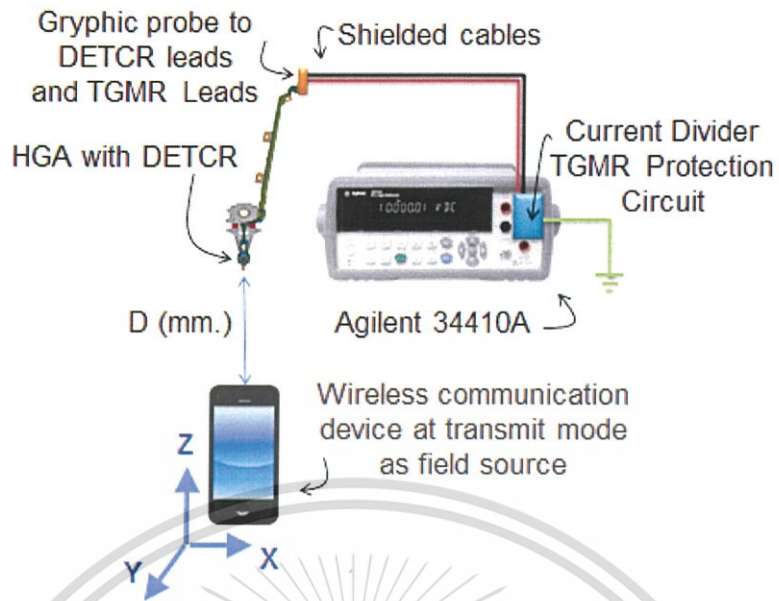 Gryphic probe to
DETCR leads
and TGMR Leads
Shielded cables
HGA with DETCR
Current Divider
TGMR Protection
Circuit
D (mm.)
Agilent 34410A
Wireless communication
device at transmit mode
as field source
Z
X
Y